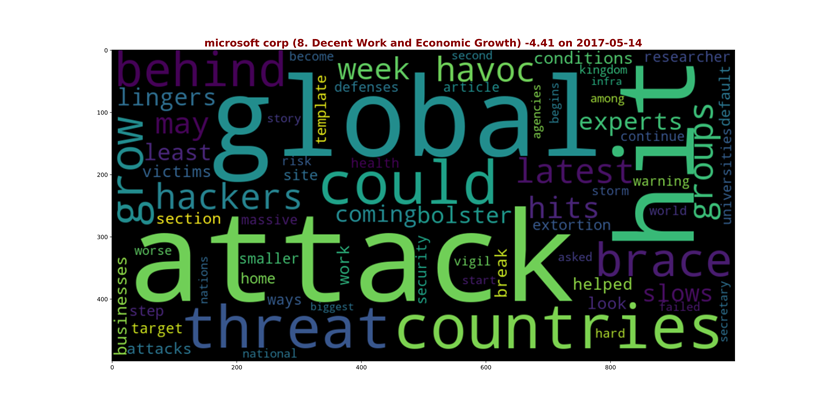 microsoft corp (8. Decent Work and Economic Growth) -4.41 on 2017-05-14
0
100
200
300
400
0
200
400
600
800
behind
global
hit
become
second
week
havoc
conditions
researcher
kingdom
infra
defenses
article
lingers
template
agencies
begins
among
default
may
story
experts
continue
grow
least
risk
health
latest
groups
universities
victims
site
could
storm
warning
hackers
section
massive
coming
bolster
hits
world
extortion
attack
worse
smaller
work
security
vigil
break
asked
brace
nations
home
start
helped
businesses
step
ways
biggest
look
slows
failed
secretary
target
threat
countries
hard
attacks
national